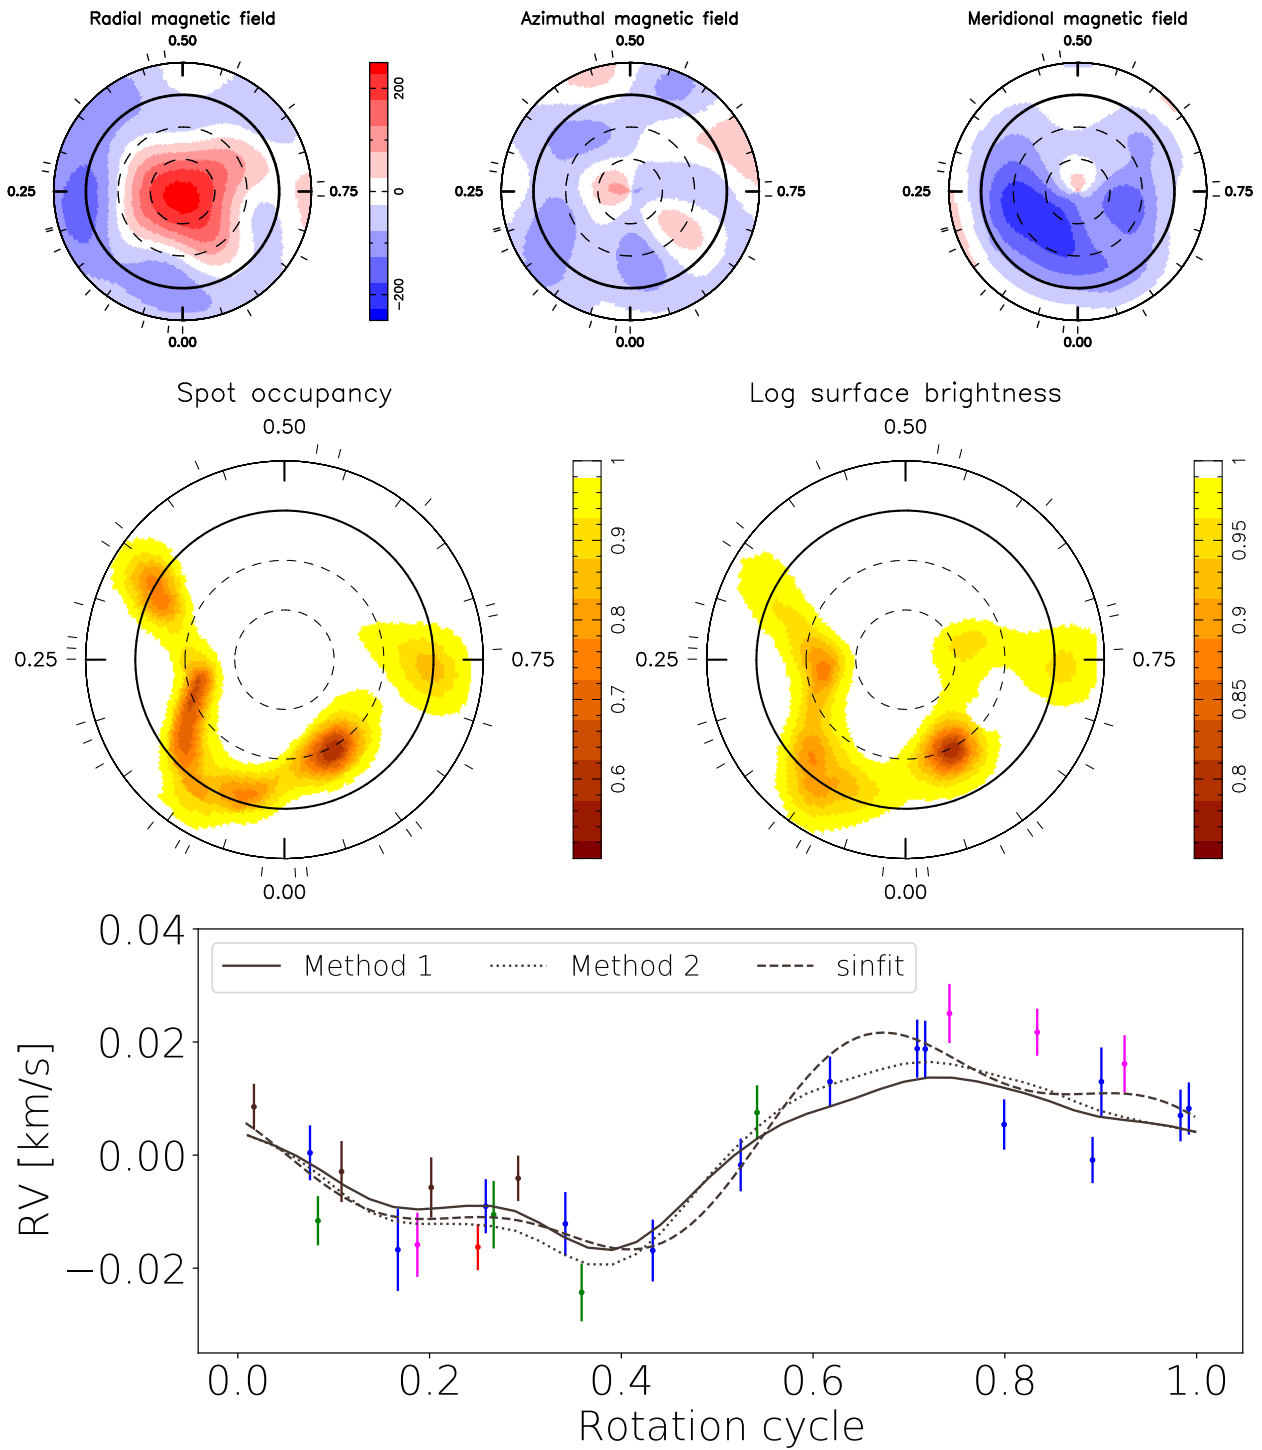 Radial magnetic field Azimuthal magnetic field Meridional magnetic field
0.50 0.50 0.50
200
0.25 0.75 0 0.25 0.75 0.25 0.75
-200
0.00 0.00 0.00
Spot occupancy Log surface brightness
0.50 0.50
1 1
0.9 0.95
0.8 0.9
0.25 0.75 0.25 0.75
0.7 0.85
0.6 0.8
0.00 0.00
0.04
Method 1 Method 2 sinfit
0.02
0.00
−0.02
RV [km/s]
0.0 0.2 0.4 0.6 0.8 1.0
Rotation cycle